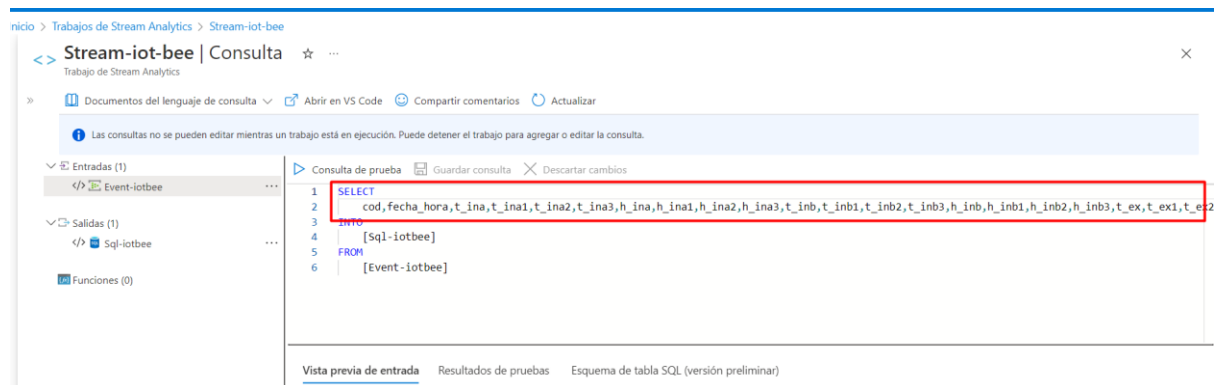 nicio > Trabajos de Stream Analytics > Stream-iot-bee
<> Stream-iot-bee | Consulta ☆ ···
Trabajo de Stream Analytics
» Documentos del lenguaje de consulta Abrir en VS Code Compartir comentarios Actualizar
Las consultas no se pueden editar mientras un trabajo está en ejecución. Puede detener el trabajo para agregar o editar la consulta.
Entradas (1)
</> Event-iotbee ···
Salidas (1)
</> Sql-iotbee ···
Funciones (0)
Consulta de prueba Guardar consulta Descartar cambios
1 SELECT
2 cod,fecha_hora,t_ina,t_ina1,t_ina2,t_ina3,h_ina,h_ina1,h_ina2,h_ina3,t_inb,t_inb1,t_inb2,t_inb3,h_inb,h_inb1,h_inb2,h_inb3,t_ex,t_ex1,t_ex2
3 INTO
4 [Sql-iotbee]
5 FROM
6 [Event-iotbee]
Vista previa de entrada Resultados de pruebas Esquema de tabla SQL (versión preliminar)